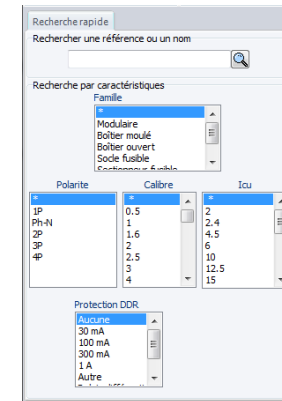 Recherche rapide
Rechercher une référence ou un nom
Recherche par caractéristiques
Famille
*
Modulaire
Boîtier moulé
Boîtier ouvert
Socle fusible
Sectionneur fusible
Polarite
*
1P
Ph-N
2P
3P
4P
Calibre
*
0.5
1
1.6
2
2.5
3
4
Icu
*
2
2.4
4.5
6
10
12.5
15
Protection DDR
Aucune
30 mA
100 mA
300 mA
1 A
Autre